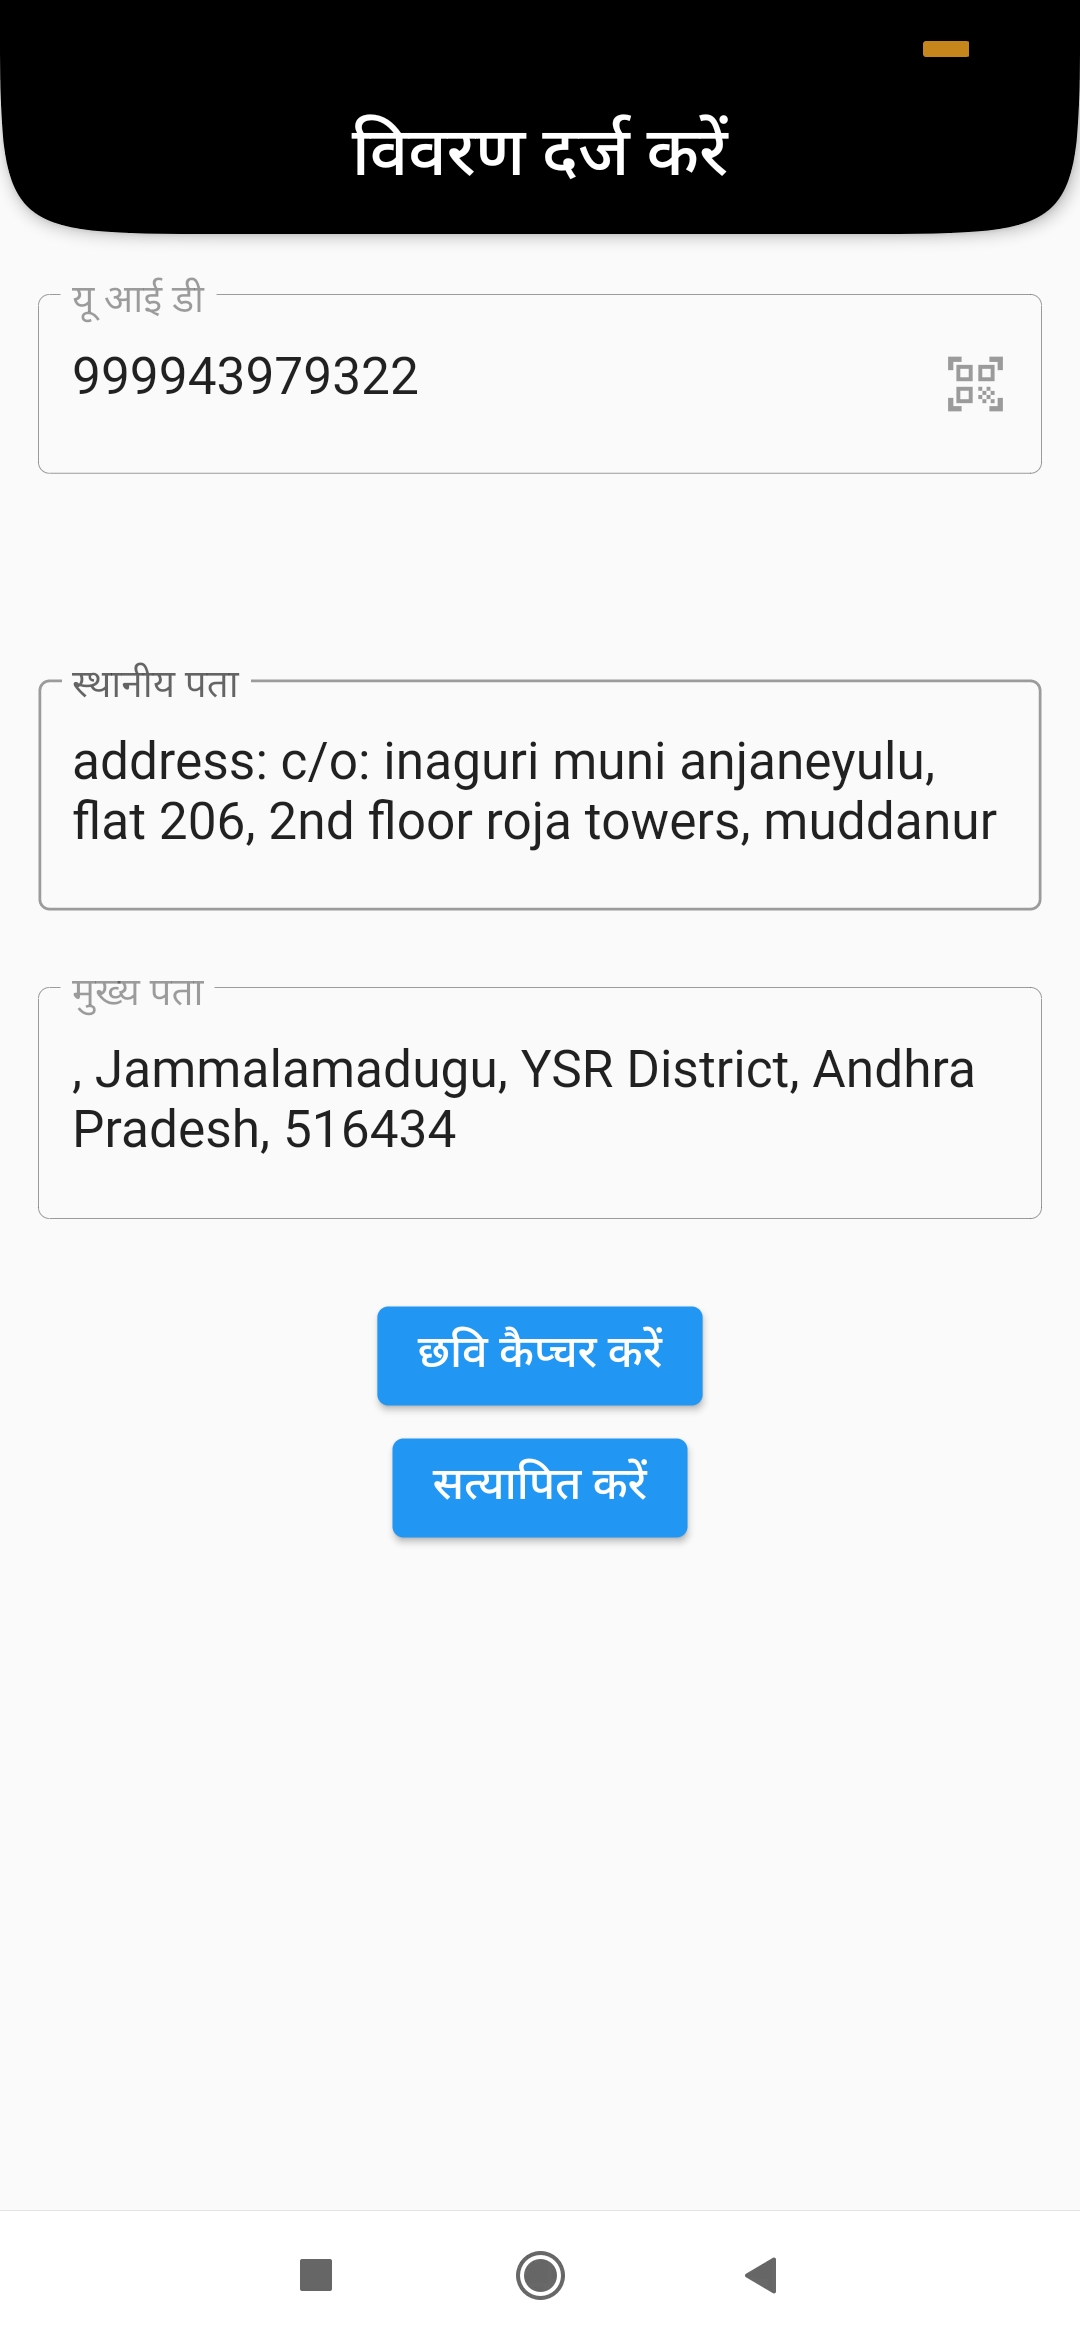 विवरण दर्ज करें
यू आई डी
999943979322
स्थानीय पता
address: c/o: inaguri muni anjaneyulu,
flat 206, 2nd floor roja towers, muddanur
मुख्य पता
, Jammalamadugu, YSR District, Andhra
Pradesh, 516434
छवि कैप्चर करें
सत्यापित करें